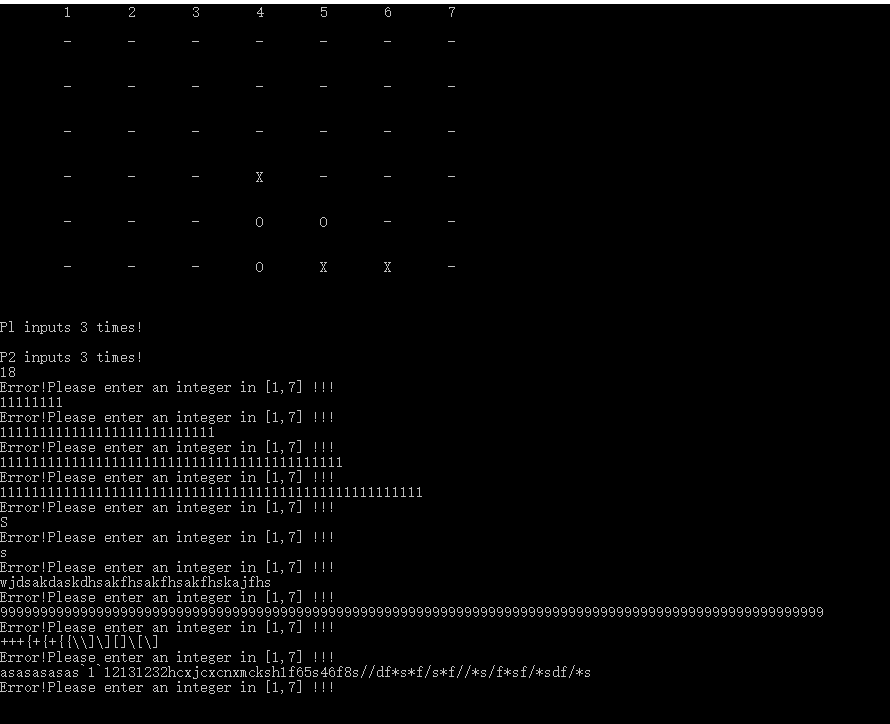 1 2 3 4 5 6 7
- - - - - - -
- - - - - - -
- - - - - - -
- - - X - - -
- - - O O - -
- - - O X X -
P1 inputs 3 times!
P2 inputs 3 times!
18
Error!Please enter an integer in [1,7] !!!
11111111
Error!Please enter an integer in [1,7] !!!
111111111111111111111111111
Error!Please enter an integer in [1,7] !!!
1111111111111111111111111111111111111111111
Error!Please enter an integer in [1,7] !!!
11111111111111111111111111111111111111111111111111111
Error!Please enter an integer in [1,7] !!!
S
Error!Please enter an integer in [1,7] !!!
s
Error!Please enter an integer in [1,7] !!!
wjdsakdaskdhsakfhsakfhsakfhskajfhs
Error!Please enter an integer in [1,7] !!!
9999999999999999999999999999999999999999999999999999999999999999999999999999999999999999999999999999999
Error!Please enter an integer in [1,7] !!!
+++{+{+{{\\]\][]\[\]
Error!Please enter an integer in [1,7] !!!
asasasasas`1`12131232hcxjcxcnxmcksh1f65s46f8s//df*s*f/s*f//*s/f*sf/*sdf/*s
Error!Please enter an integer in [1,7] !!!